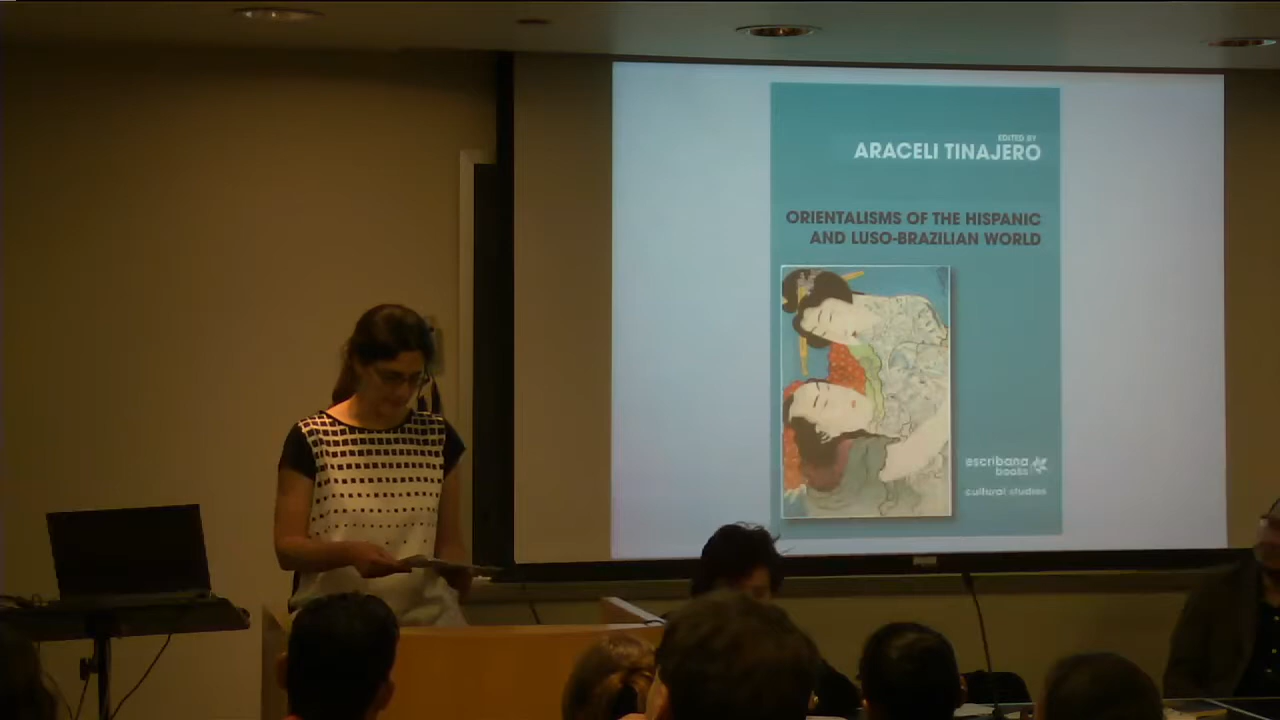 EDITED BY
ARACELI TINAJERO
ORIENTALISMS OF THE HISPANIC
AND LUSO-BRAZILIAN WORLD
escribana
books
cultural studies